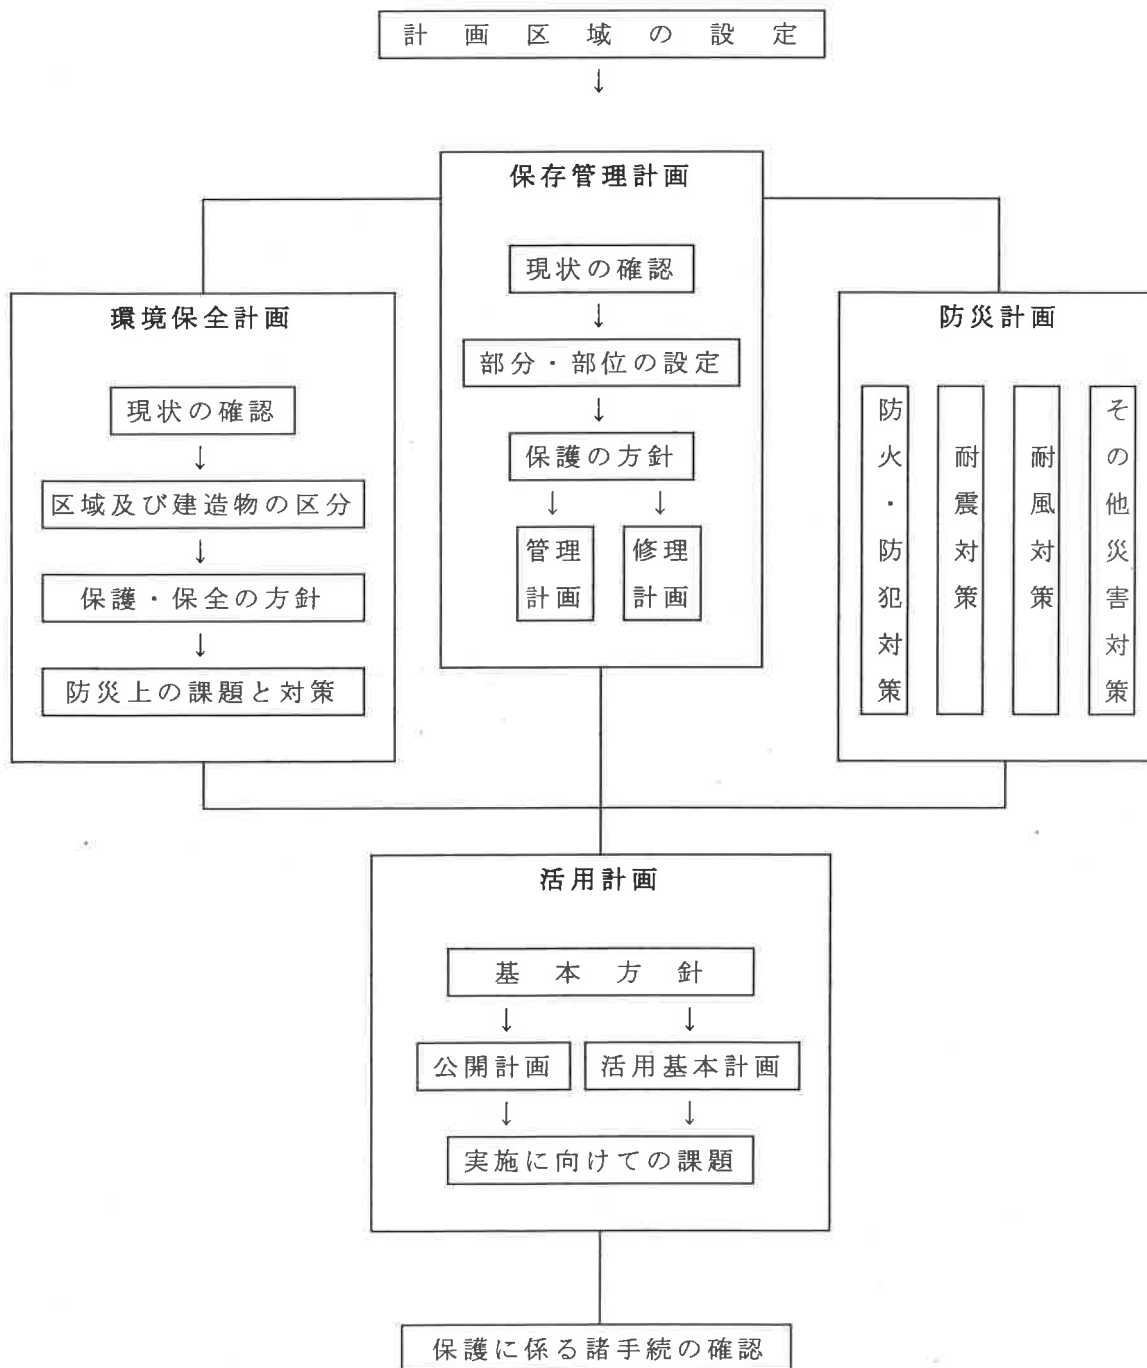 計画区域の設定
↓
保存管理計画
現状の確認
↓
部分・部位の設定
↓
保護の方針
↓ ↓
管理計画
修理計画
環境保全計画
現状の確認
↓
区域及び建造物の区分
↓
保護・保全の方針
↓
防災上の課題と対策
防災計画
防火・防犯対策
耐震対策
耐風対策
その他災害対策
活用計画
基本方針
↓ ↓
公開計画
活用基本計画
↓ ↓
実施に向けての課題
保護に係る諸手続の確認